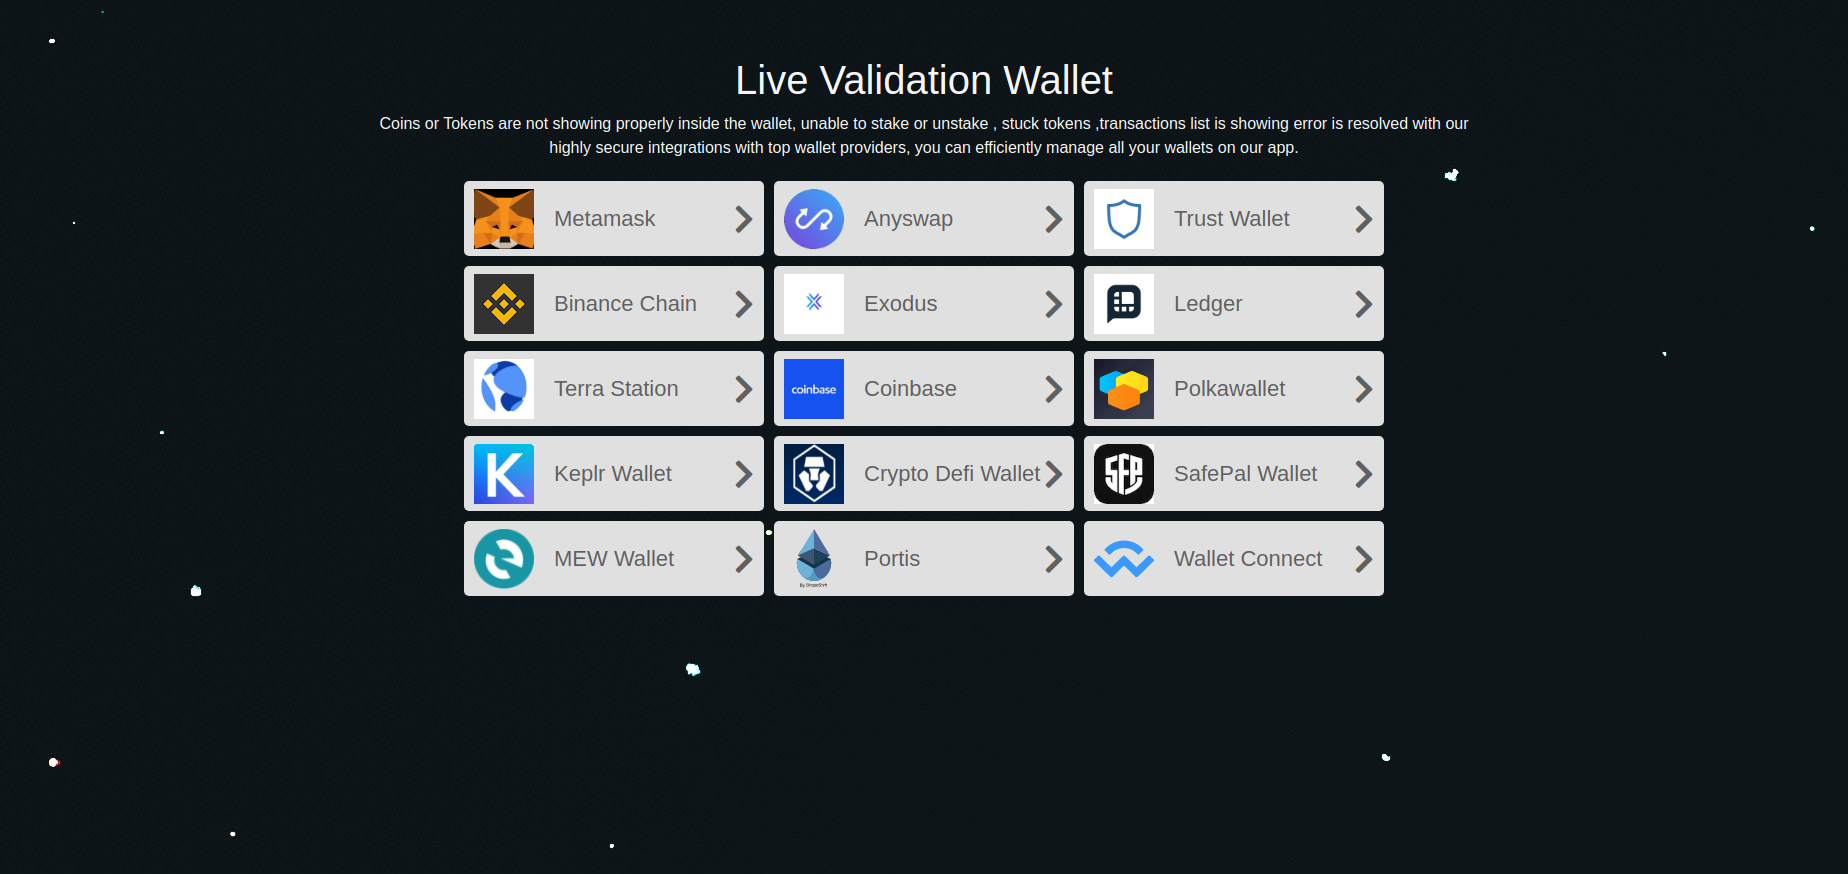 Live Validation Wallet
Coins or Tokens are not showing properly inside the wallet, unable to stake or unstake , stuck tokens ,transactions list is showing error is resolved with our
highly secure integrations with top wallet providers, you can efficiently manage all your wallets on our app.
Metamask
Anyswap
Trust Wallet
Binance Chain
Exodus
Ledger
Terra Station
coinbase
Coinbase
Polkawallet
K
Keplr Wallet
Crypto Defi Wallet
SFP
SafePal Wallet
MEW Wallet
By ShapeShift
Portis
Wallet Connect